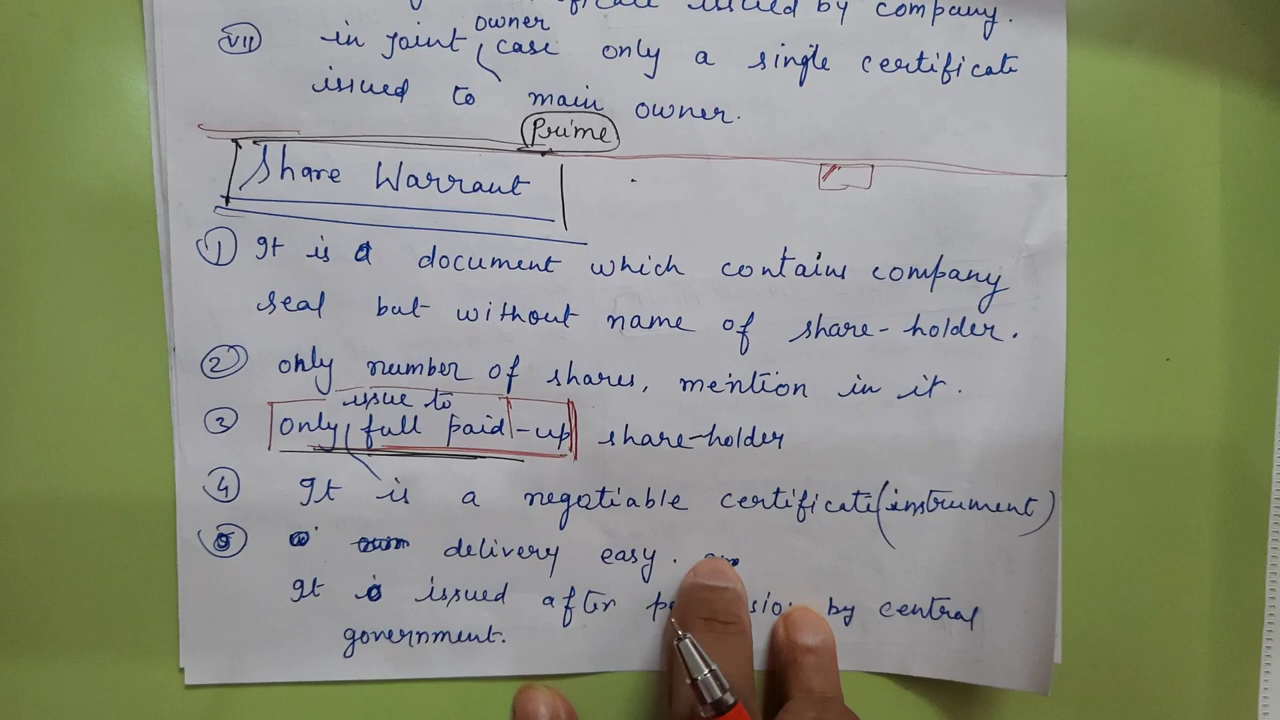 issued by company.
owner
(vii) in joint case only a single certificate
issued to main owner.
Prime
Share Warrant
① It is a document which contains company
seal but without name of share-holder.
② only number of shares, mention in it.
issue to
③ only full paid-up share-holder
④ It is a negotiable certificate (instrument)
⑤ delivery easy.
It is issued after by central
government.